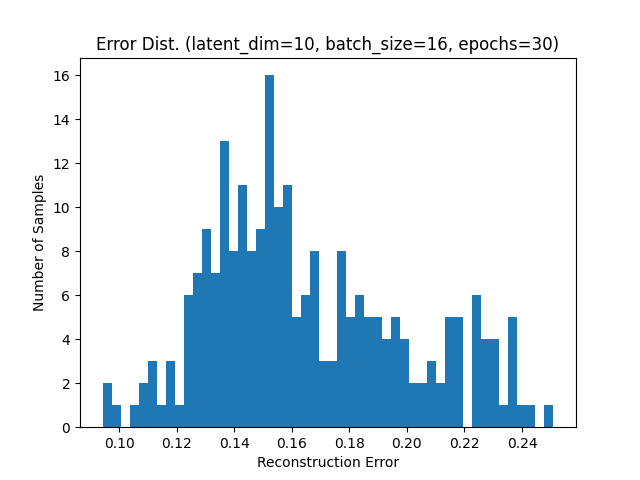 Error Dist. (latent_dim=10, batch_size=16, epochs=30)
Number of Samples
16
14
12
10
8
6
4
2
0
0.10 0.12 0.14 0.16 0.18 0.20 0.22 0.24
Reconstruction Error